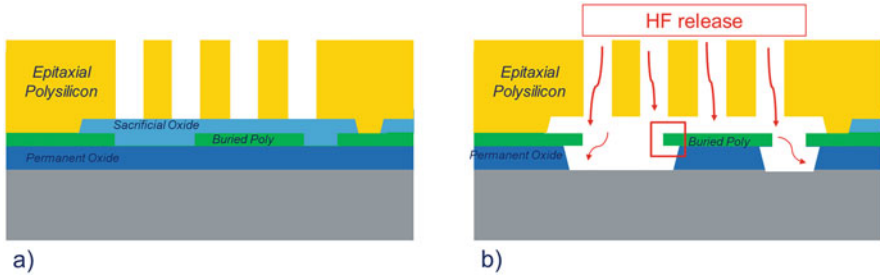 Epitaxial
Polysilicon
Sacrificial Oxide
Buried Poly
Permanent Oxide
a)
HF release
Epitaxial
Polysilicon
Buried Poly
Permanent Oxide
b)